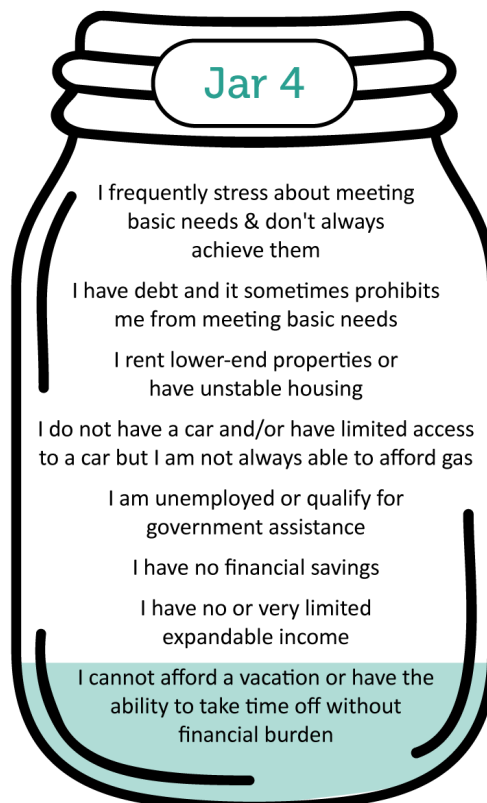 Jar 4
I frequently stress about meeting
basic needs & don't always
achieve them
I have debt and it sometimes prohibits
me from meeting basic needs
I rent lower-end properties or
have unstable housing
I do not have a car and/or have limited access
to a car but I am not always able to afford gas
I am unemployed or qualify for
government assistance
I have no financial savings
I have no or very limited
expandable income
I cannot afford a vacation or have the
ability to take time off without
financial burden